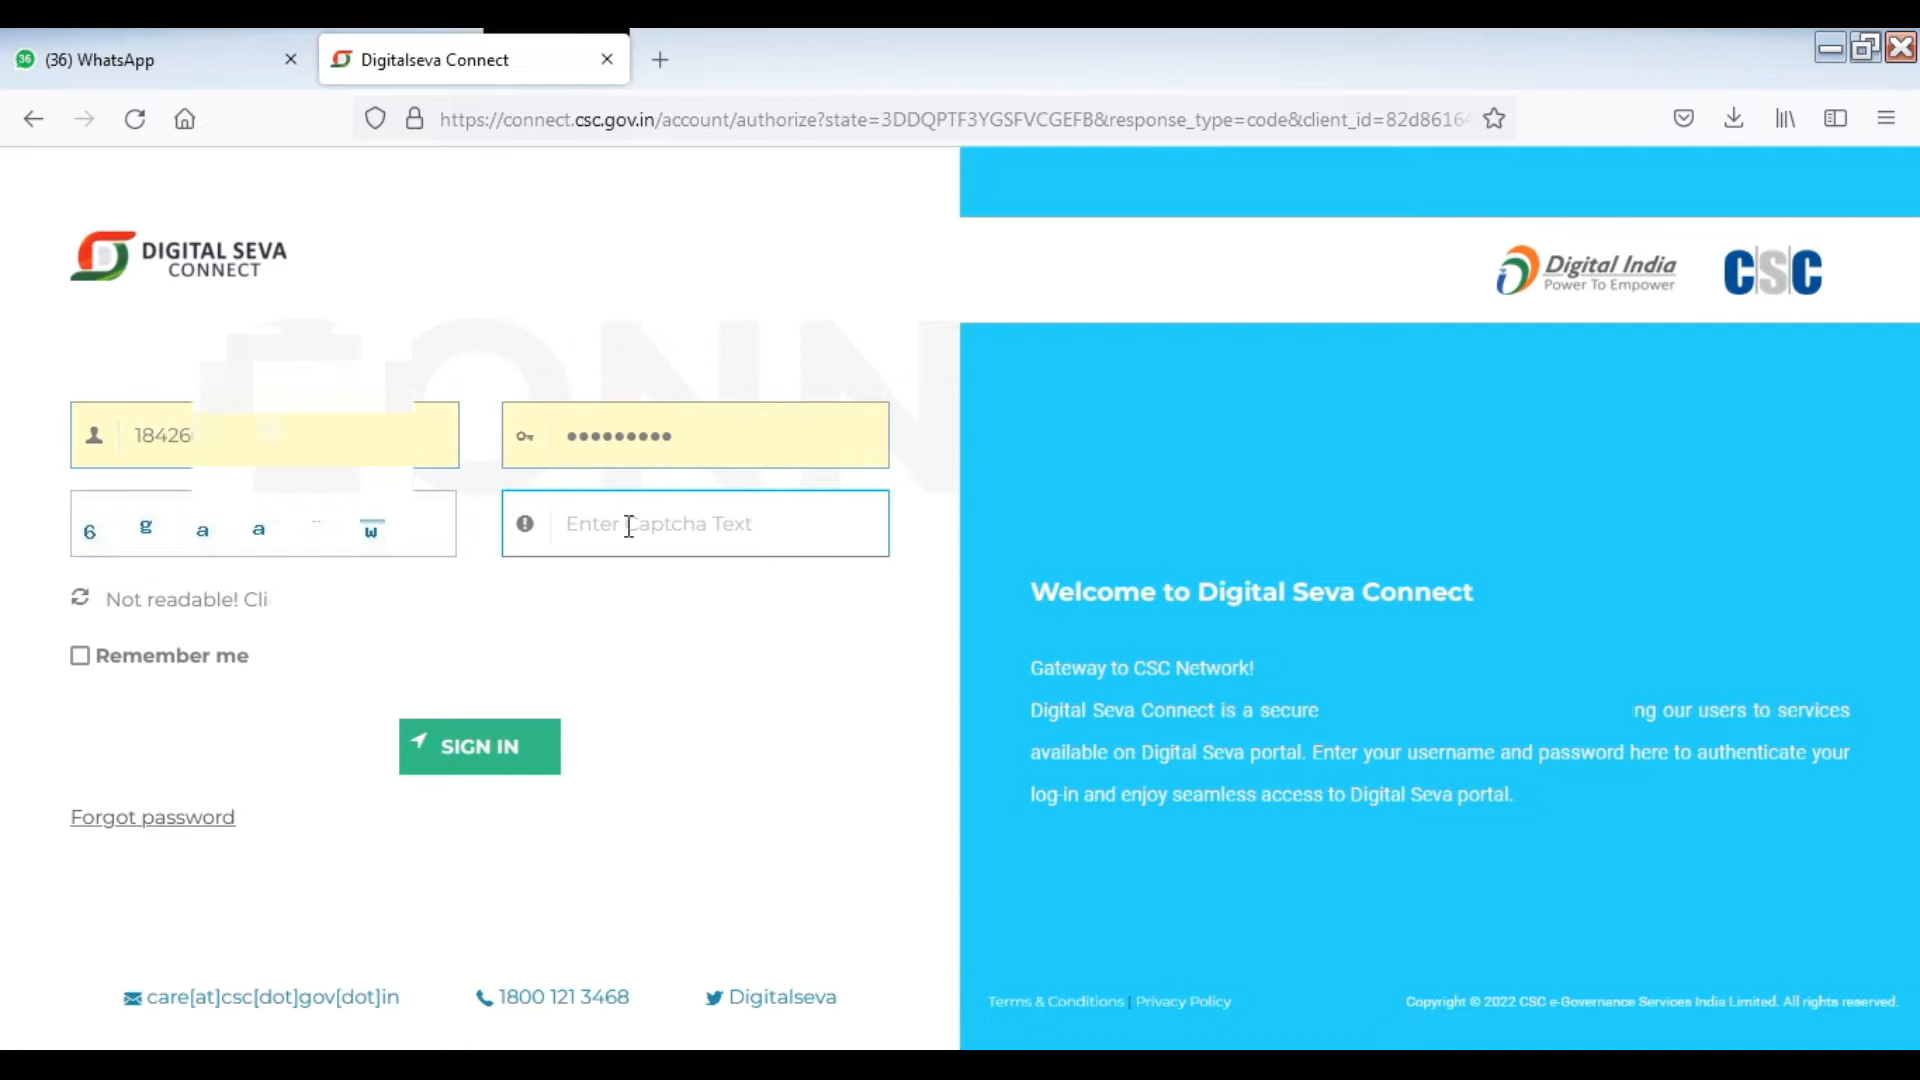 (36) WhatsApp
Digitalseva Connect
https://connect.csc.gov.in/account/authorize?state=3DDQPTF3YGSFVCGEFB&response_type=code&client_id=82d8616
DIGITAL SEVA
CONNECT
Digital India
Power To Empower
CSC
CONN
18426
Enter Captcha Text
Not readable!
Remember me
SIGN IN
Forgot password
care[at]csc[dot]gov[dot]in
1800 121 3468
Digitalseva
Welcome to Digital Seva Connect
Gateway to CSC Network!
Digital Seva Connect is a secure
our users to services
available on Digital Seva portal. Enter your username and password here to authenticate your
log-in and enjoy seamless access to Digital Seva portal.
Terms & Conditions | Privacy Policy
Copyright © 2022 CSC e-Governance Services India Limited. All rights reserved.